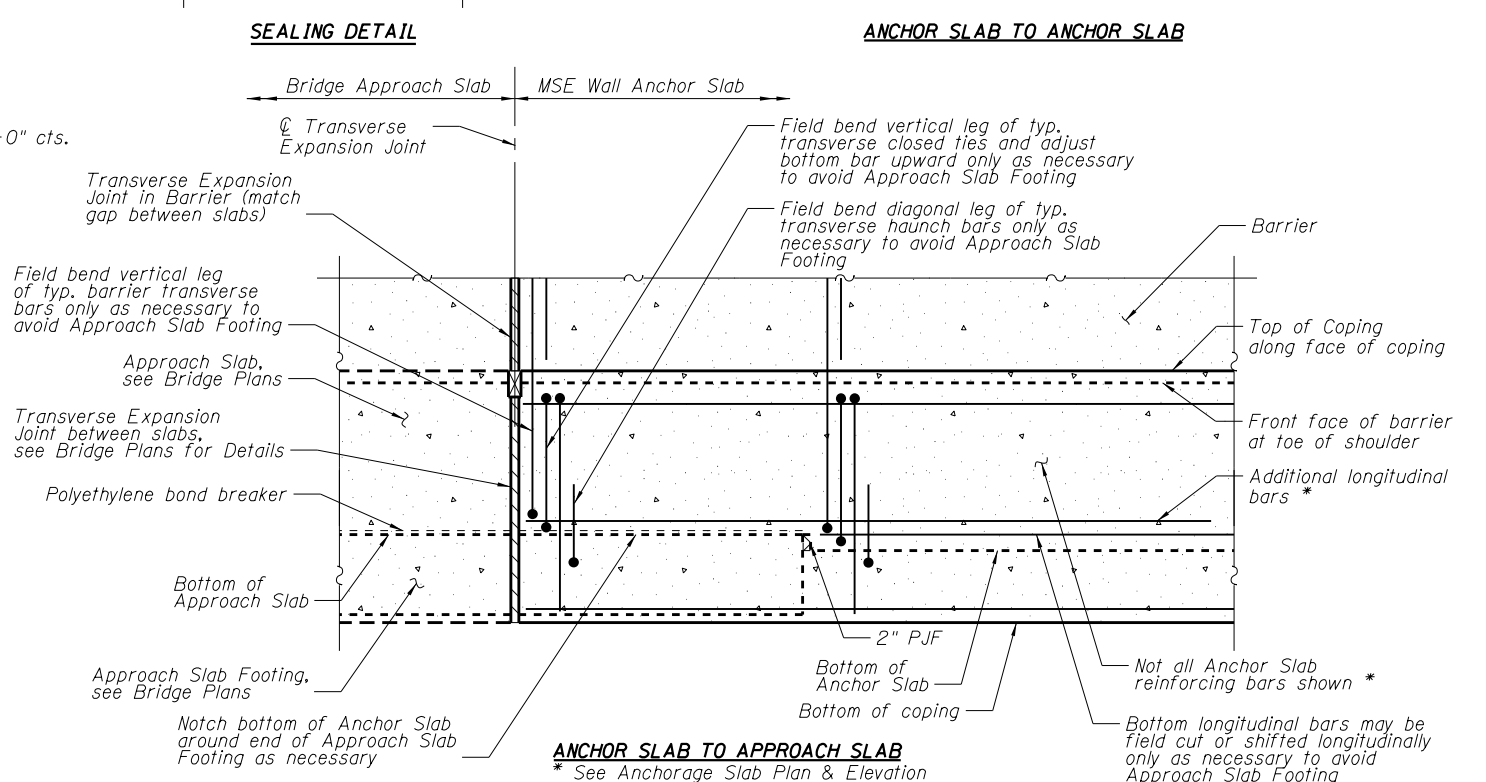 SEALING DETAIL
ANCHOR SLAB TO ANCHOR SLAB
Bridge Approach Slab
MSE Wall Anchor Slab
0" cts.
℄ Transverse
Expansion Joint
Field bend vertical leg of typ.
transverse closed ties and adjust
bottom bar upward only as necessary
to avoid Approach Slab Footing
Transverse Expansion
Joint in Barrier (match
gap between slabs)
Field bend diagonal leg of typ.
transverse haunch bars only as
necessary to avoid Approach Slab
Footing
Barrier
Field bend vertical leg
of typ. barrier transverse
bars only as necessary to
avoid Approach Slab Footing
Top of Coping
along face of coping
Approach Slab,
see Bridge Plans
Transverse Expansion
Joint between slabs,
see Bridge Plans for Details
Front face of barrier
at toe of shoulder
Polyethylene bond breaker
Additional longitudinal
bars *
Bottom of
Approach Slab
2" PJF
Approach Slab Footing,
see Bridge Plans
Bottom of
Anchor Slab
Not all Anchor Slab
reinforcing bars shown *
Bottom of coping
Notch bottom of Anchor Slab
around end of Approach Slab
Footing as necessary
Bottom longitudinal bars may be
field cut or shifted longitudinally
only as necessary to avoid
Approach Slab Footing
ANCHOR SLAB TO APPROACH SLAB
* See Anchorage Slab Plan & Elevation